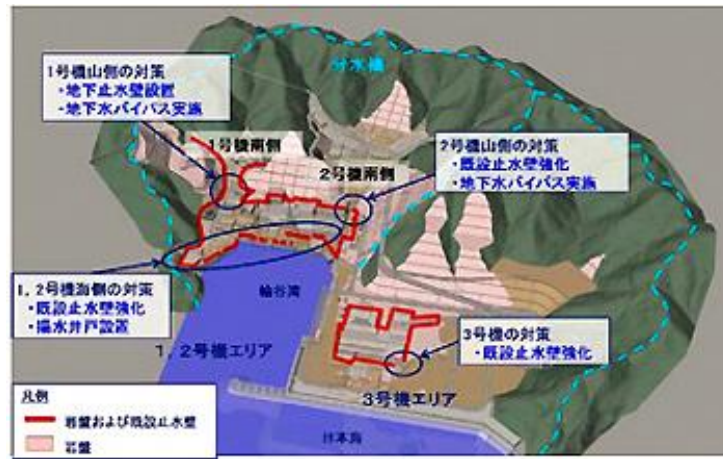 1号機山側の対策
・地下止水壁設置
・地下水バイパス実施
分水嶺
1号機南側
2号機南側
2号機山側の対策
・既設止水壁強化
・地下水バイパス実施
1,2号機海側の対策
・既設止水壁強化
・揚水井戸設置
輪谷湾
1,2号機エリア
3号機の対策
・既設止水壁強化
3号機エリア
日本海
凡例
岩盤および既設止水壁
岩盤